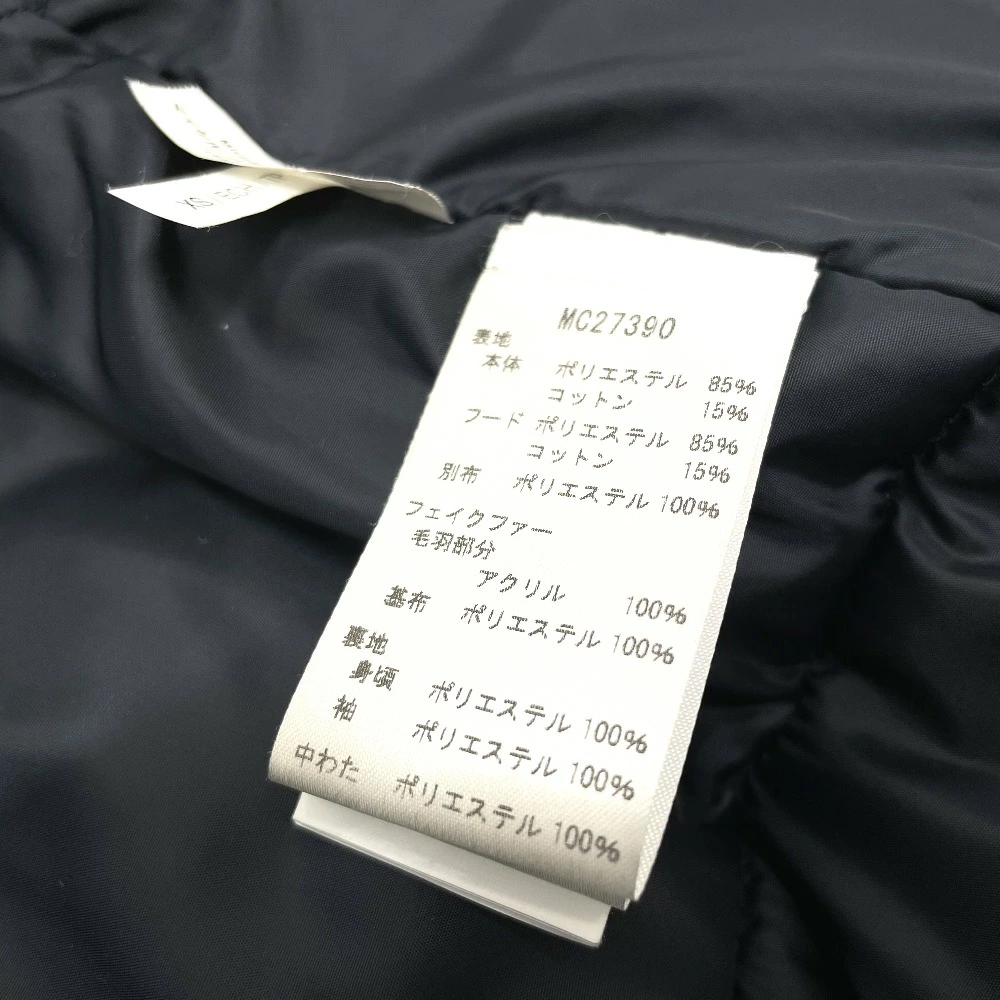 MC27390
表地
本体 ポリエステル 85%
コットン 15%
フード ポリエステル 85%
コットン 15%
別布 ポリエステル 100%
フェイクファー
毛羽部分
アクリル 100%
基布 ポリエステル 100%
裏地
身頃 ポリエステル 100%
袖 ポリエステル 100%
中わた ポリエステル 100%
XS